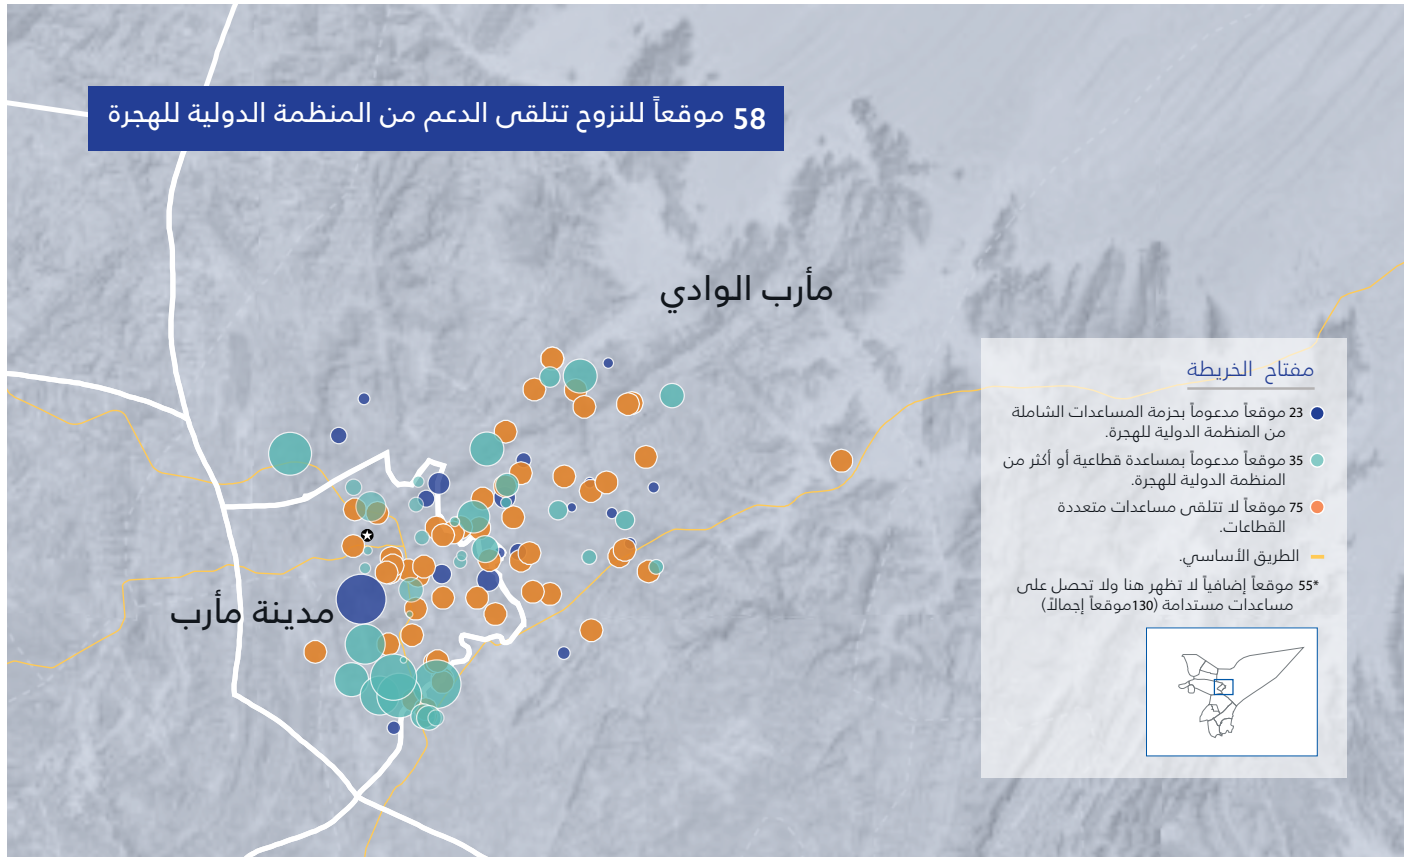 58 موقعاً للنزوح تتلقى الدعم من المنظمة الدولية للهجرة
مأرب الوادي
مدينة مأرب
مفتاح الخريطة
23 موقعاً مدعوماً بحزمة المساعدات الشاملة
من المنظمة الدولية للهجرة.
35 موقعاً مدعوماً بمساعدة قطاعية أو أكثر من
المنظمة الدولية للهجرة.
75 موقعاً لا تتلقى مساعدات متعددة
القطاعات.
الطريق الأساسي.
*55 موقعاً إضافياً لا تظهر هنا ولا تحصل على
مساعدات مستدامة (130موقعاً إجمالاً)